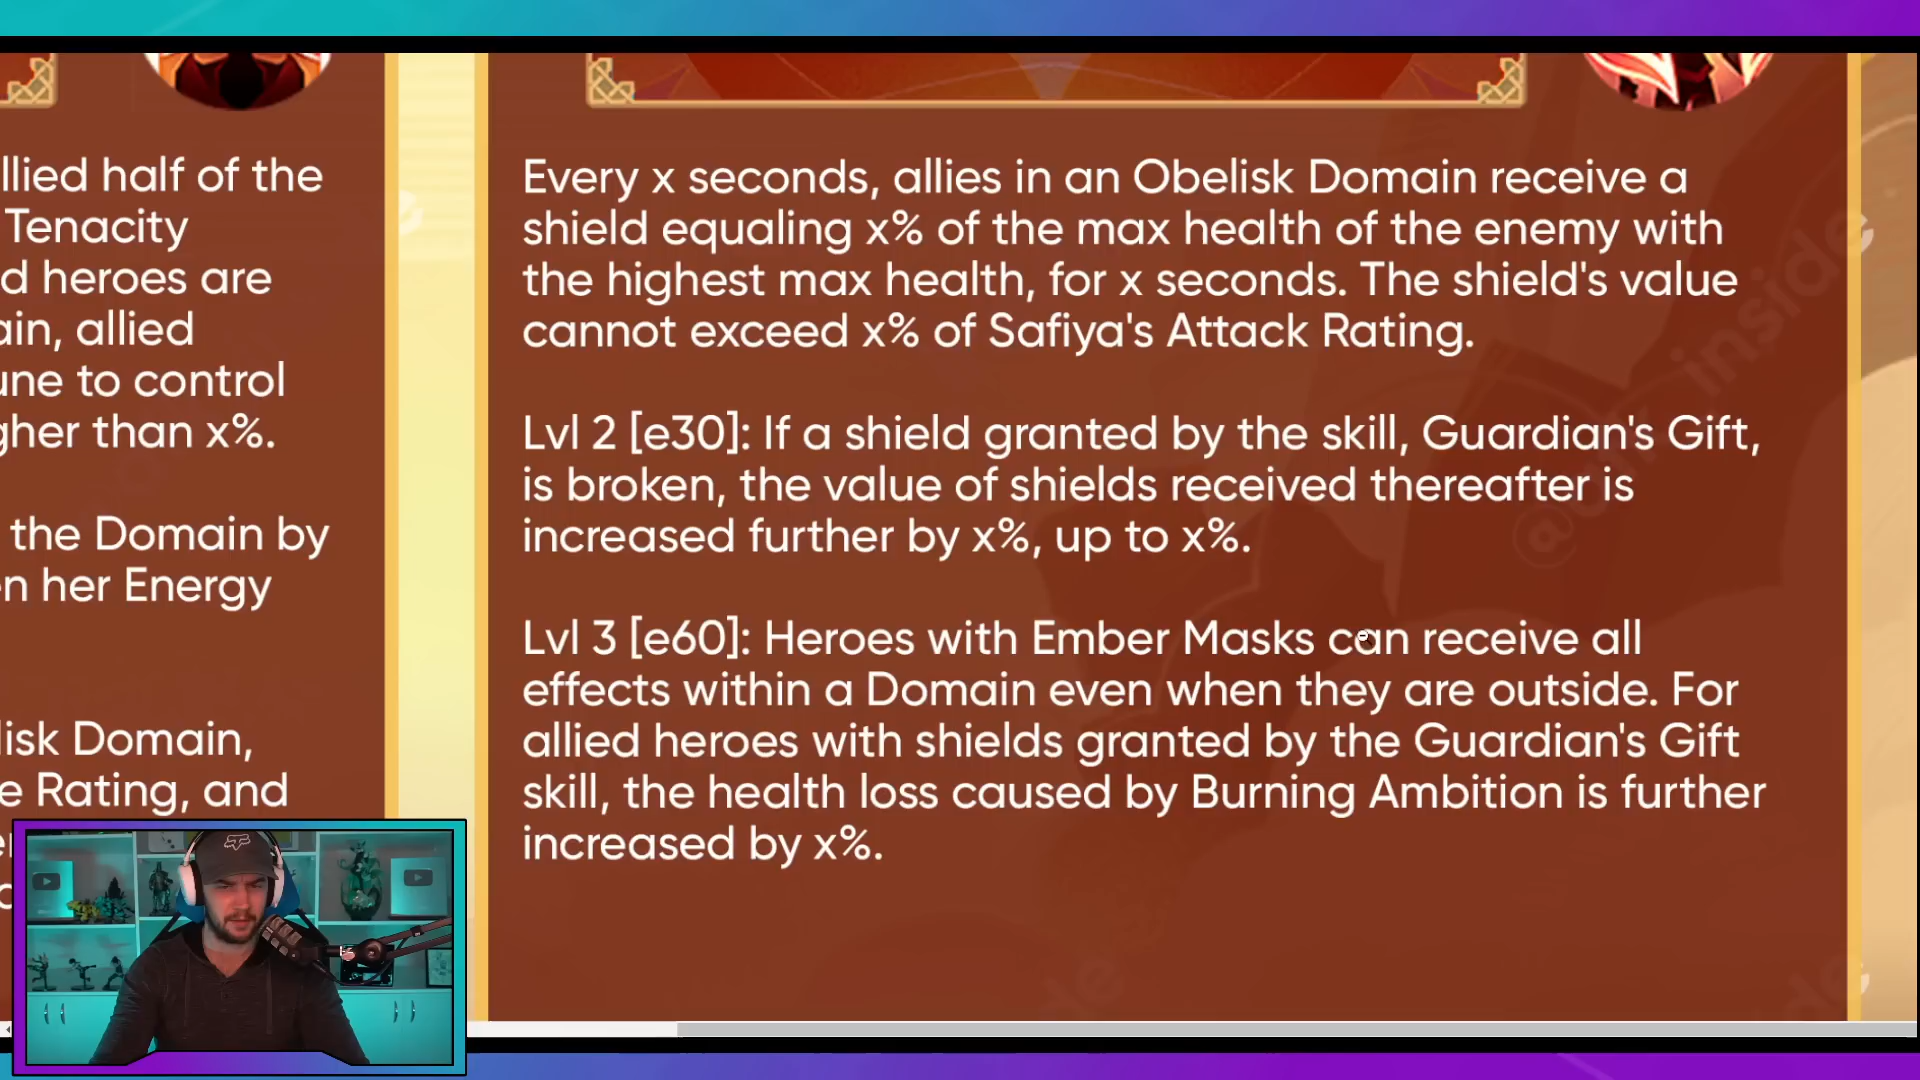 llied half of the
Tenacity
d heroes are
ain, allied
une to control
gher than x%.
the Domain by
en her Energy
lisk Domain,
e Rating, and
Every x seconds, allies in an Obelisk Domain receive a
shield equaling x% of the max health of the enemy with
the highest max health, for x seconds. The shield's value
cannot exceed x% of Safiya's Attack Rating.
Lvl 2 [e30]: If a shield granted by the skill, Guardian's Gift,
is broken, the value of shields received thereafter is
increased further by x%, up to x%.
Lvl 3 [e60]: Heroes with Ember Masks can receive all
effects within a Domain even when they are outside. For
allied heroes with shields granted by the Guardian's Gift
skill, the health loss caused by Burning Ambition is further
increased by x%.